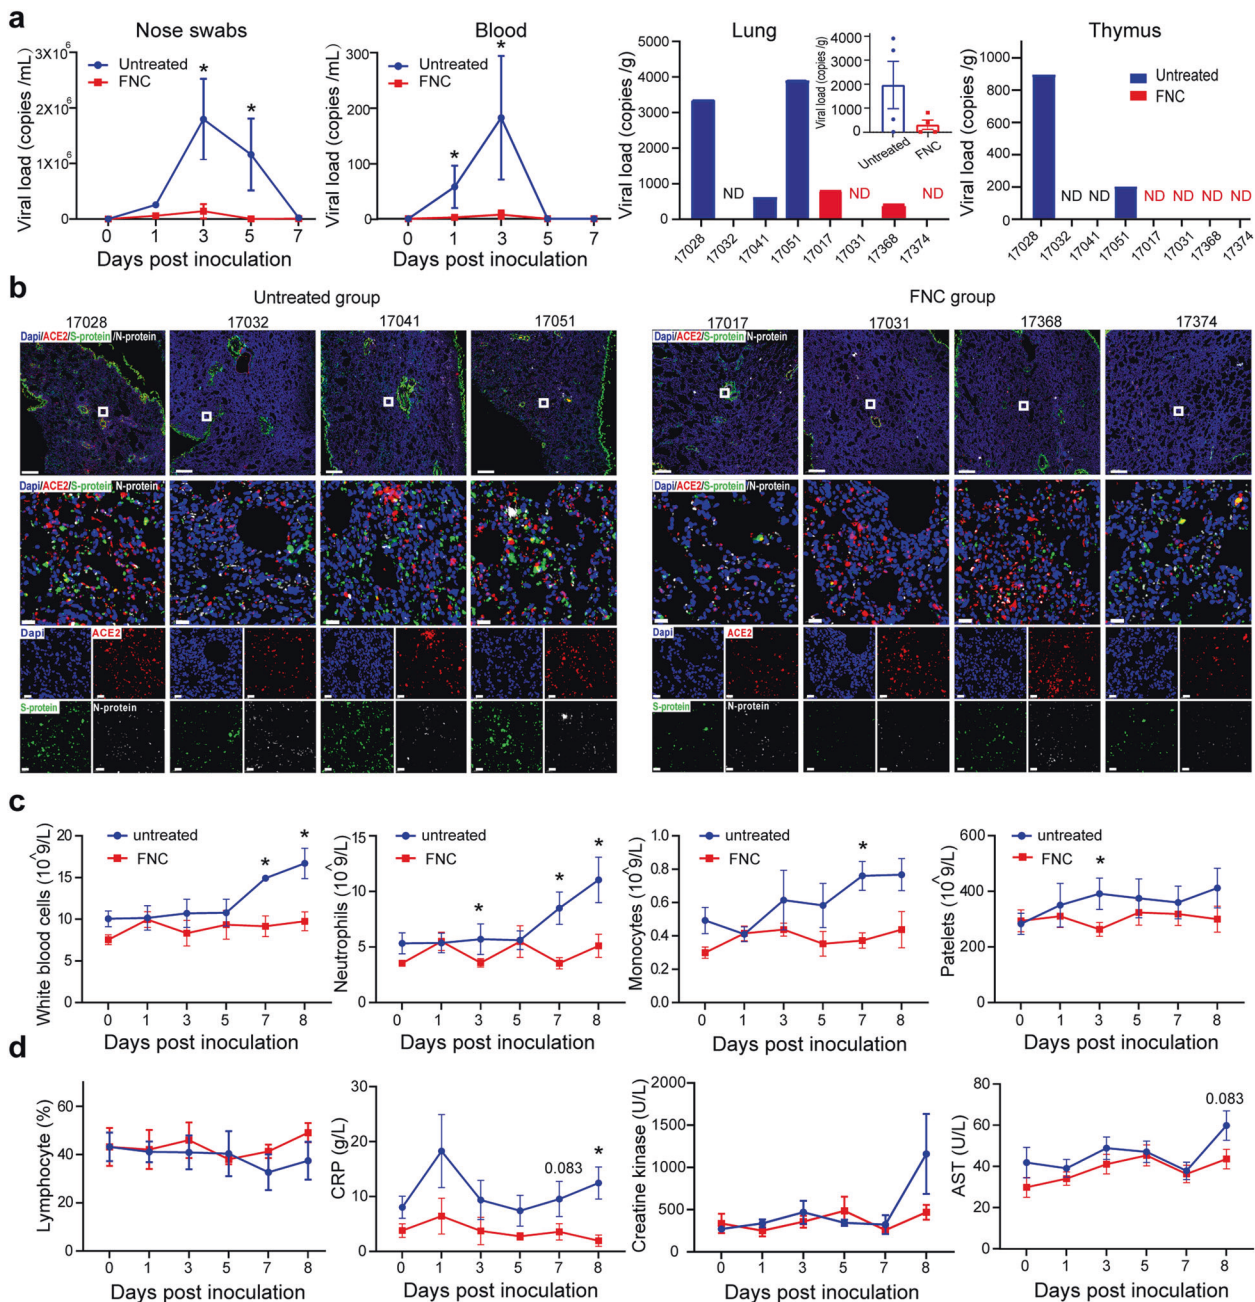 a
Nose swabs
Viral load (copies /mL)
3X10^6
2X10^6
1X10^6
0
Untreated
FNC
*
*
0 1 3 5 7
Days post inoculation
Blood
Viral load (copies /mL)
300
200
100
0
Untreated
FNC
*
*
0 1 3 5 7
Days post inoculation
Lung
Viral load (copies /g)
5000
4000
3000
2000
1000
0
ND
ND
ND
17028 17032 17041 17051 17017 17031 17368 17374
Viral load (copies /g)
4000
3000
2000
1000
0
Untreated
FNC
Thymus
Viral load (copies /g)
1000
800
600
400
200
0
Untreated
FNC
ND ND ND ND ND ND
17028 17032 17041 17051 17017 17031 17368 17374
b
Untreated group
17028 17032 17041 17051
Dapi/ACE2/S-protein/N-protein
Dapi/ACE2/S-protein N-protein
Dapi ACE2
S-protein N-protein
FNC group
17017 17031 17368 17374
Dapi/ACE2/S-protein N-protein
Dapi/ACE2/S-protein/N-protein
Dapi ACE2
S-protein N-protein
c
White blood cells (10^9/L)
20
15
10
5
0
untreated
FNC
*
*
0 1 3 5 7 8
Days post inoculation
Neutrophils (10^9/L)
15
10
5
0
untreated
FNC
*
*
*
0 1 3 5 7 8
Days post inoculation
Monocytes (10^9/L)
1.0
0.8
0.6
0.4
0.2
0.0
untreated
FNC
*
0 1 3 5 7 8
Days post inoculation
Platelets (10^9/L)
600
400
200
0
untreated
FNC
*
0 1 3 5 7 8
Days post inoculation
d
Lymphocyte (%)
60
40
20
0
0 1 3 5 7 8
Days post inoculation
CRP (g/L)
30
20
10
0
0.083
*
0 1 3 5 7 8
Days post inoculation
Creatine kinase (U/L)
2000
1500
1000
500
0
0 1 3 5 7 8
Days post inoculation
AST (U/L)
80
60
40
20
0
0.083
0 1 3 5 7 8
Days post inoculation